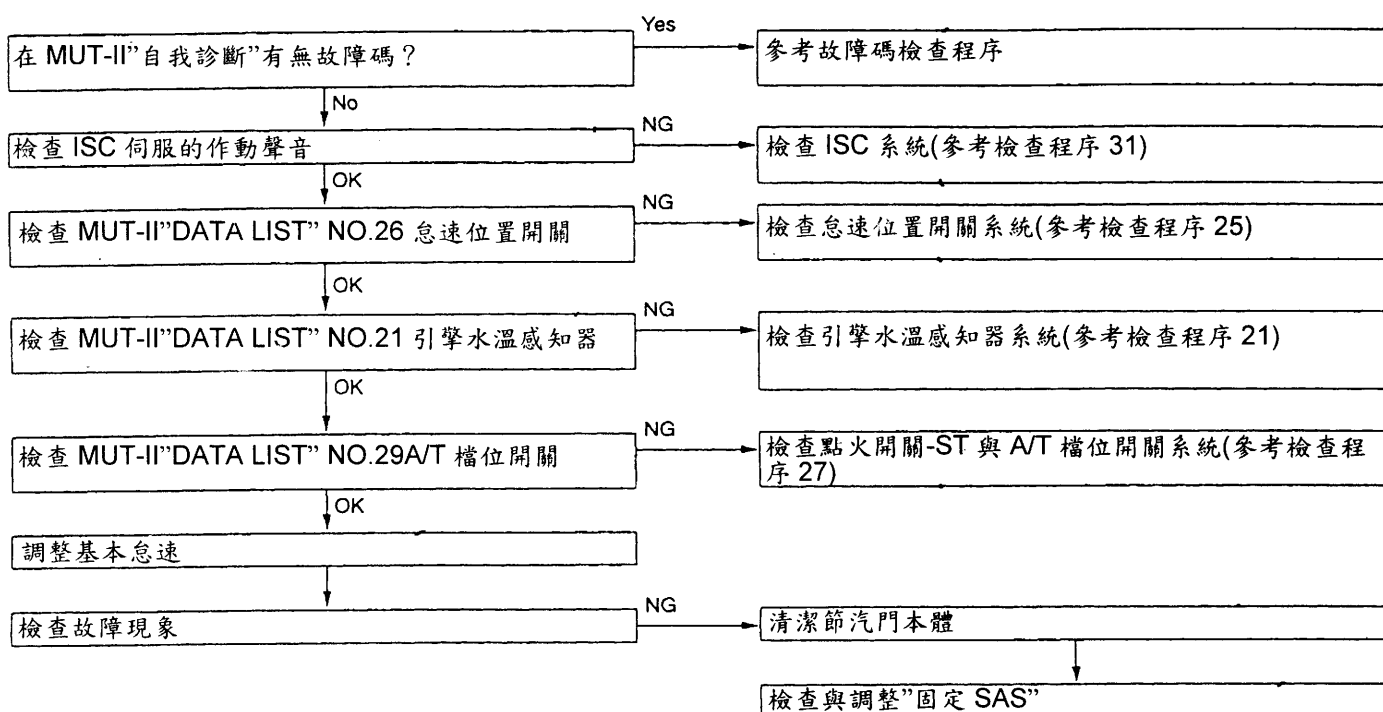 在 MUT-II”自我診斷”有無故障碼？
Yes
參考故障碼檢查程序
No
檢查 ISC 伺服的作動聲音
NG
檢查 ISC 系統(參考檢查程序 31)
OK
檢查 MUT-II”DATA LIST” NO.26 怠速位置開關
NG
檢查怠速位置開關系統(參考檢查程序 25)
OK
檢查 MUT-II”DATA LIST” NO.21 引擎水溫感知器
NG
檢查引擎水溫感知器系統(參考檢查程序 21)
OK
檢查 MUT-II”DATA LIST” NO.29A/T 檔位開關
NG
檢查點火開關-ST 與 A/T 檔位開關系統(參考檢查程
序 27)
OK
調整基本怠速
檢查故障現象
NG
清潔節汽門本體
檢查與調整”固定 SAS”